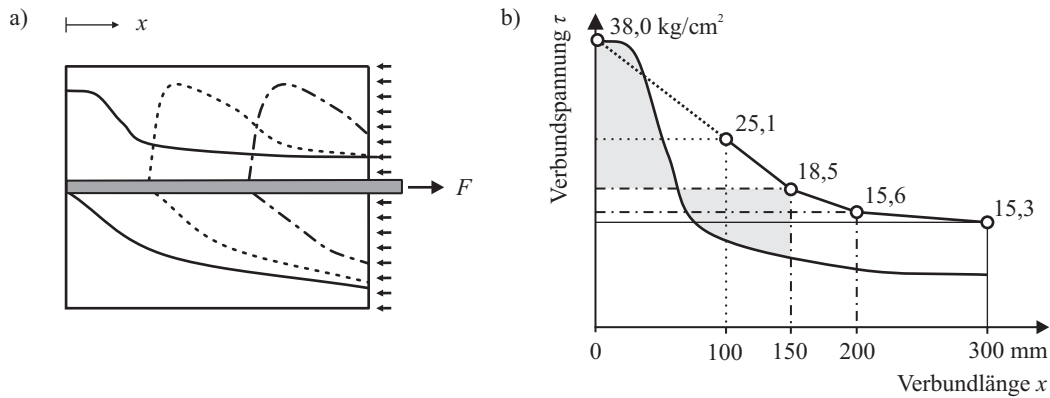 a)
x
F
b)
Verbundspannung τ
38,0 kg/cm²
25,1
18,5
15,6
15,3
0
100
150
200
300 mm
Verbundlänge x